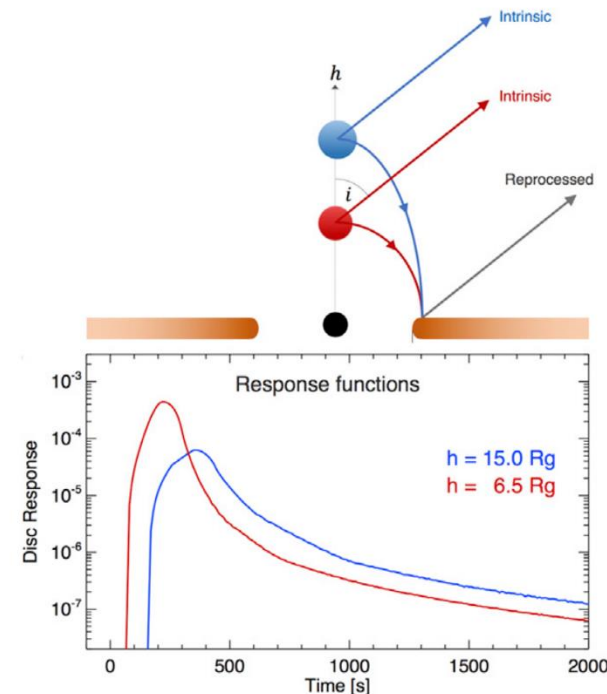 Intrinsic
h
Intrinsic
Reprocessed
i
Response functions
h = 15.0 Rg
h = 6.5 Rg
Disc Response
10-3
10-4
10-5
10-6
10-7
0 500 1000 1500 2000
Time [s]